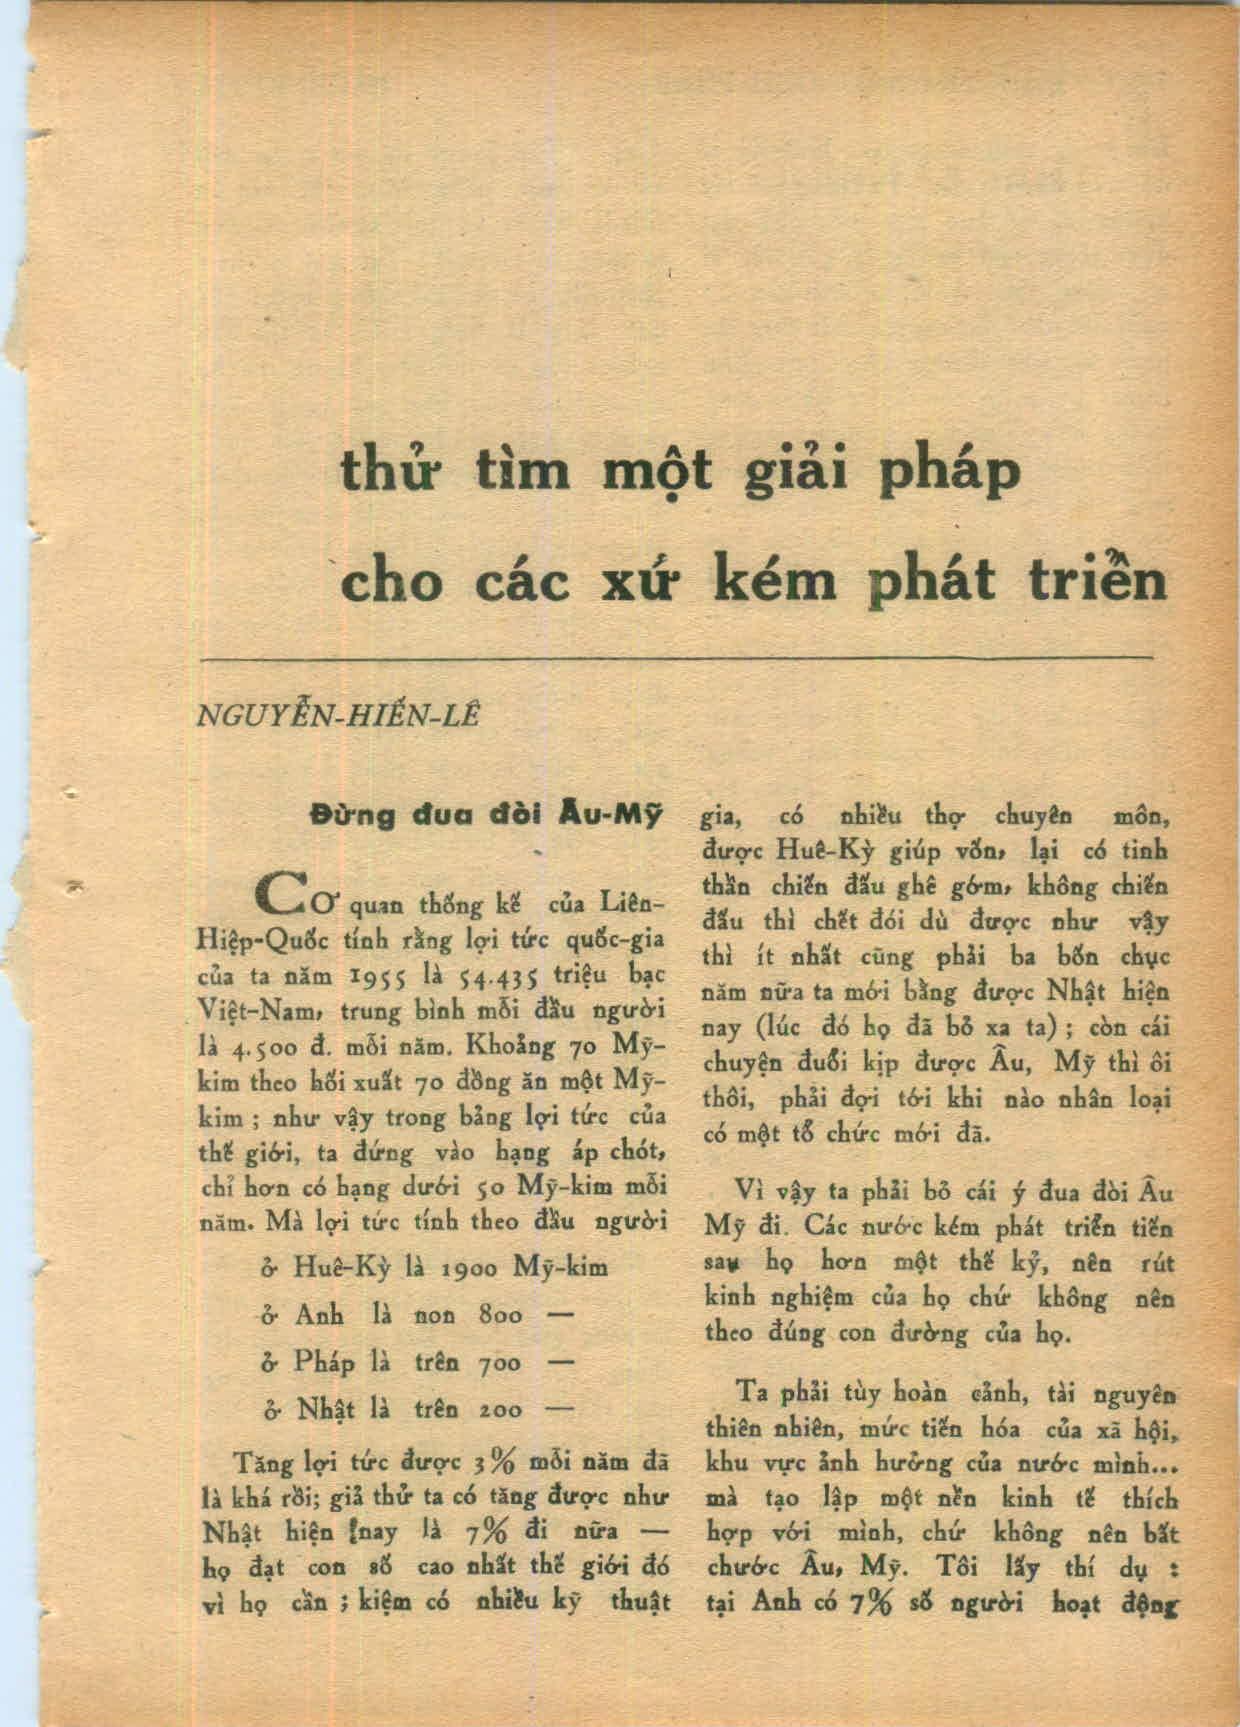 thử tìm một giải pháp
cho các xứ kém phát triển
NGUYỄN-HIẾN-LÊ
Đừng đua đòi Âu-Mỹ
CƠ quan thống kế của Liên-
Hiệp-Quốc tính rằng lợi tức quốc-gia
của ta năm 1955 là 54.435 triệu bạc
Việt-Nam, trung bình mỗi đầu người
là 4.500 đ. mỗi năm. Khoảng 70 Mỹ-
kim theo hối xuất 70 đồng ăn một Mỹ-
kim ; như vậy trong bảng lợi tức của
thế giới, ta đứng vào hạng áp chót,
chỉ hơn có hạng dưới 50 Mỹ-kim mỗi
năm. Mà lợi tức tính theo đầu người
ở Huê-Kỳ là 1900 Mỹ-kim
ở Anh là non 800 —
ở Pháp là trên 700 —
ở Nhật là trên 200 —
Tăng lợi tức được 3% mỗi năm đã
là khá rồi; giả thử ta có tăng được như
Nhật hiện nay là 7% đi nữa —
họ đạt con số cao nhất thế giới đó
vì họ cần ; kiệm có nhiều kỹ thuật
gia, có nhiều thợ chuyên môn,
được Huê-Kỳ giúp vốn, lại có tinh
thần chiến đấu ghê gớm, không chiến
đấu thì chết đói dù được như vậy
thì ít nhất cũng phải ba bốn chục
năm nữa ta mới bằng được Nhật hiện
nay (lúc đó họ đã bỏ xa ta) ; còn cái
chuyện đuổi kịp được Âu, Mỹ thì ôi
thôi, phải đợi tới khi nào nhân loại
có một tổ chức mới đã.
Vì vậy ta phải bỏ cái ý đua đòi Âu
Mỹ đi. Các nước kém phát triển tiến
sau họ hơn một thế kỷ, nên rút
kinh nghiệm của họ chứ không nên
theo đúng con đường của họ.
Ta phải tùy hoàn cảnh, tài nguyên
thiên nhiên, mức tiến hóa của xã hội,
khu vực ảnh hưởng của nước mình...
mà tạo lập một nền kinh tế thích
hợp với mình, chứ không nên bất
chước Âu, Mỹ. Tôi lấy thí dụ :
tại Anh có 7% số người hoạt động